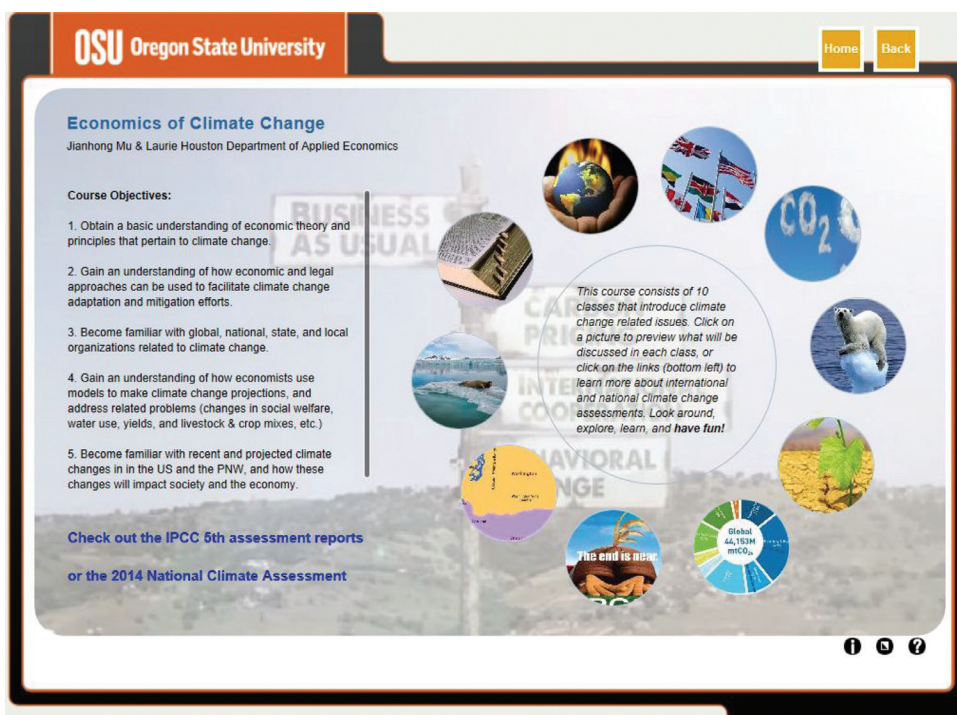 OSU Oregon State University
Home
Back
Economics of Climate Change
Jianhong Mu & Laurie Houston Department of Applied Economics
Course Objectives:
1. Obtain a basic understanding of economic theory and
principles that pertain to climate change.
2. Gain an understanding of how economic and legal
approaches can be used to facilitate climate change
adaptation and mitigation efforts.
3. Become familiar with global, national, state, and local
organizations related to climate change.
4. Gain an understanding of how economists use
models to make climate change projections, and
address related problems (changes in social welfare,
water use, yields, and livestock & crop mixes, etc.)
5. Become familiar with recent and projected climate
changes in in the US and the PNW, and how these
changes will impact society and the economy.
Check out the IPCC 5th assessment reports
or the 2014 National Climate Assessment
BUSINESS
AS USUAL
CARBON
PRICING
INTERNATIONAL
COOPERATION
This course consists of 10
classes that introduce climate
change related issues. Click on
a picture to preview what will be
discussed in each class, or
click on the links (bottom left) to
learn more about international
and national climate change
assessments. Look around,
explore, learn, and have fun!
CO2
Washington
The end is near.
Global
44,153M
mtCO2e